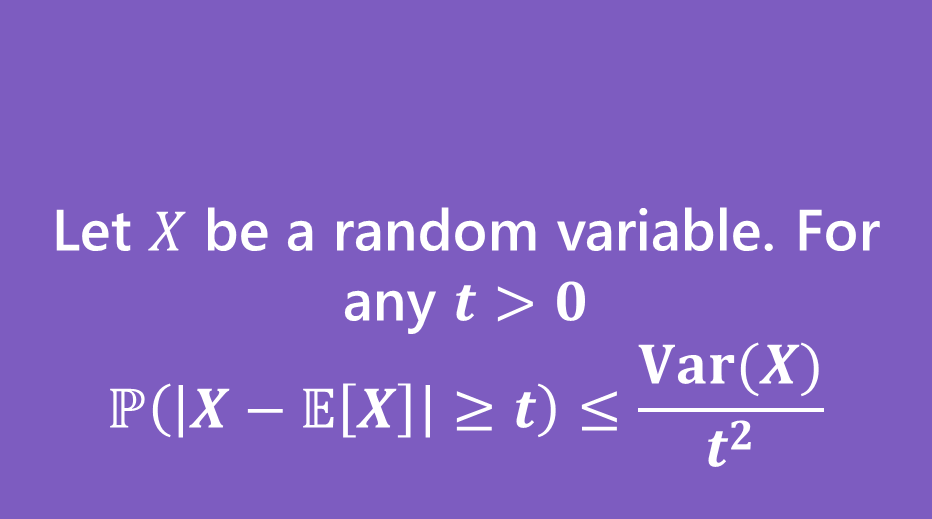 Let X be a random variable. For
any t > 0
ℙ(|X − 𝔼[X]| ≥ t) ≤ Var(X)/t²